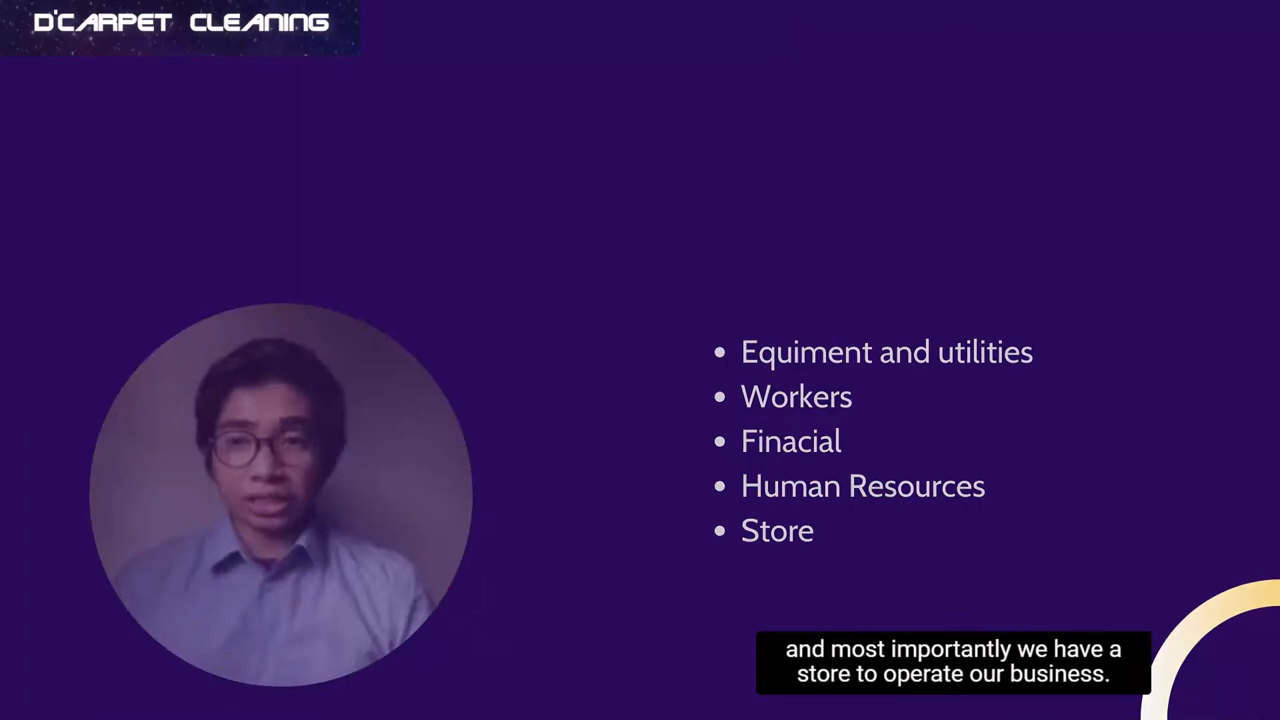 D'CARPET CLEANING
• Equiment and utilities
• Workers
• Finacial
• Human Resources
• Store
and most importantly we have a
store to operate our business.